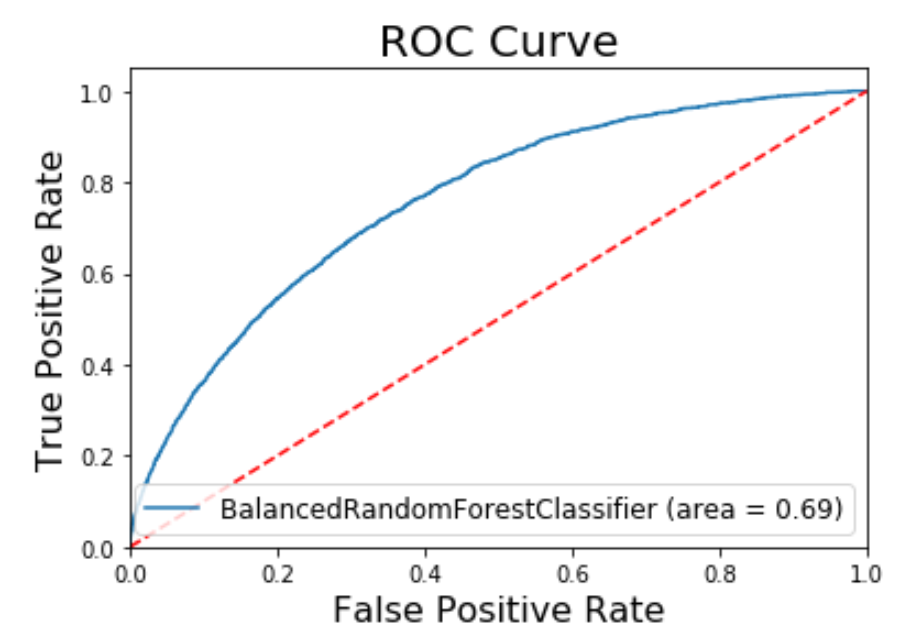 ROC Curve
True Positive Rate
1.0
0.8
0.6
0.4
0.2
0.0
BalancedRandomForestClassifier (area = 0.69)
0.0 0.2 0.4 0.6 0.8 1.0
False Positive Rate